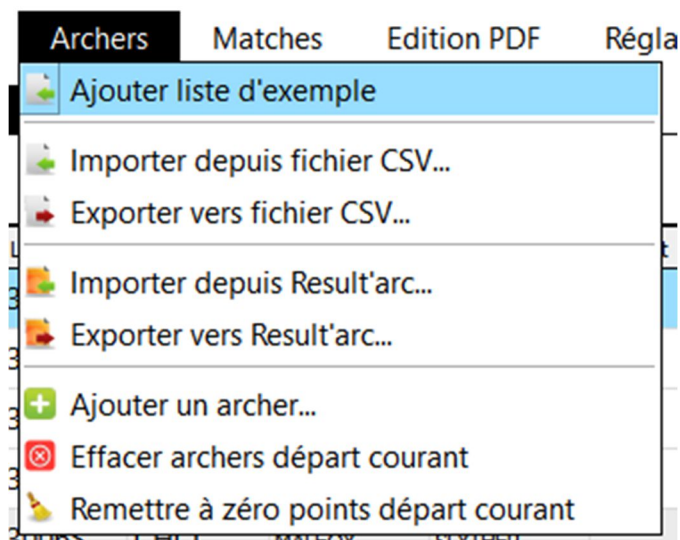 Archers Matches Edition PDF Régla
Ajouter liste d'exemple
Importer depuis fichier CSV...
Exporter vers fichier CSV...
Importer depuis Result'arc...
Exporter vers Result'arc...
Ajouter un archer...
Effacer archers départ courant
Remettre à zéro points départ courant